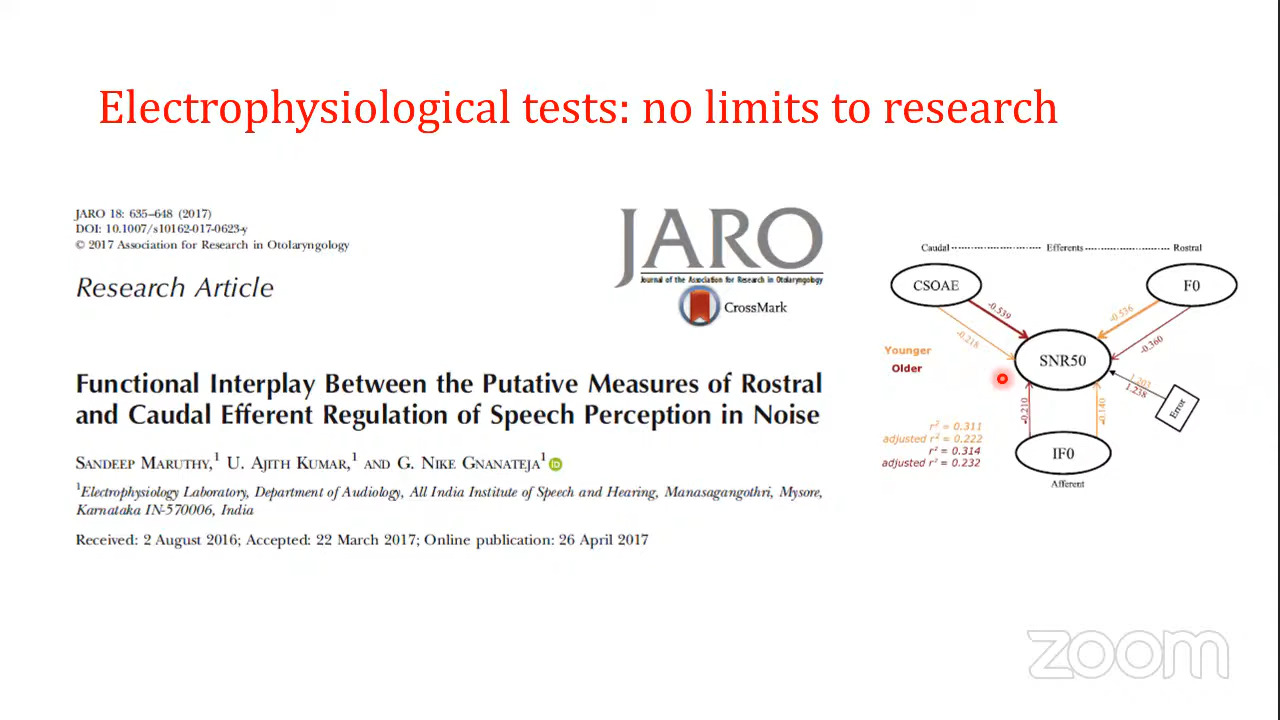 Electrophysiological tests: no limits to research
JARO 18: 635–648 (2017)
DOI: 10.1007/s10162-017-0623-y
© 2017 Association for Research in Otolaryngology
Research Article
JARO
Journal of the Association for Research in Otolaryngology
CrossMark
Functional Interplay Between the Putative Measures of Rostral
and Caudal Efferent Regulation of Speech Perception in Noise
SANDEEP MARUTHY,¹ U. AJITH KUMAR,¹ AND G. NIKE GNANATEJA¹ iD
¹Electrophysiology Laboratory, Department of Audiology, All India Institute of Speech and Hearing, Manasagangothri, Mysore,
Karnataka IN-570006, India
Received: 2 August 2016; Accepted: 22 March 2017; Online publication: 26 April 2017
Caudal Efferents Rostral
CSOAE
F0
-0.539
-0.218
-0.536
-0.360
Younger
Older
SNR50
1.203
1.238
Error
-0.210
-0.140
r² = 0.311
adjusted r² = 0.222
r² = 0.314
adjusted r² = 0.232
IF0
Afferent
zoom